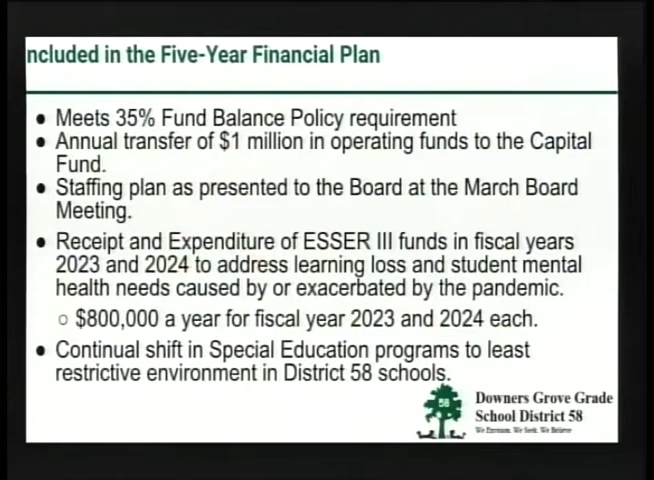 ncluded in the Five-Year Financial Plan
● Meets 35% Fund Balance Policy requirement
● Annual transfer of $1 million in operating funds to the Capital
Fund.
● Staffing plan as presented to the Board at the March Board
Meeting.
● Receipt and Expenditure of ESSER III funds in fiscal years
2023 and 2024 to address learning loss and student mental
health needs caused by or exacerbated by the pandemic.
○ $800,000 a year for fiscal year 2023 and 2024 each.
● Continual shift in Special Education programs to least
restrictive environment in District 58 schools.
58
Downers Grove Grade
School District 58
We
We Seek. We Believe